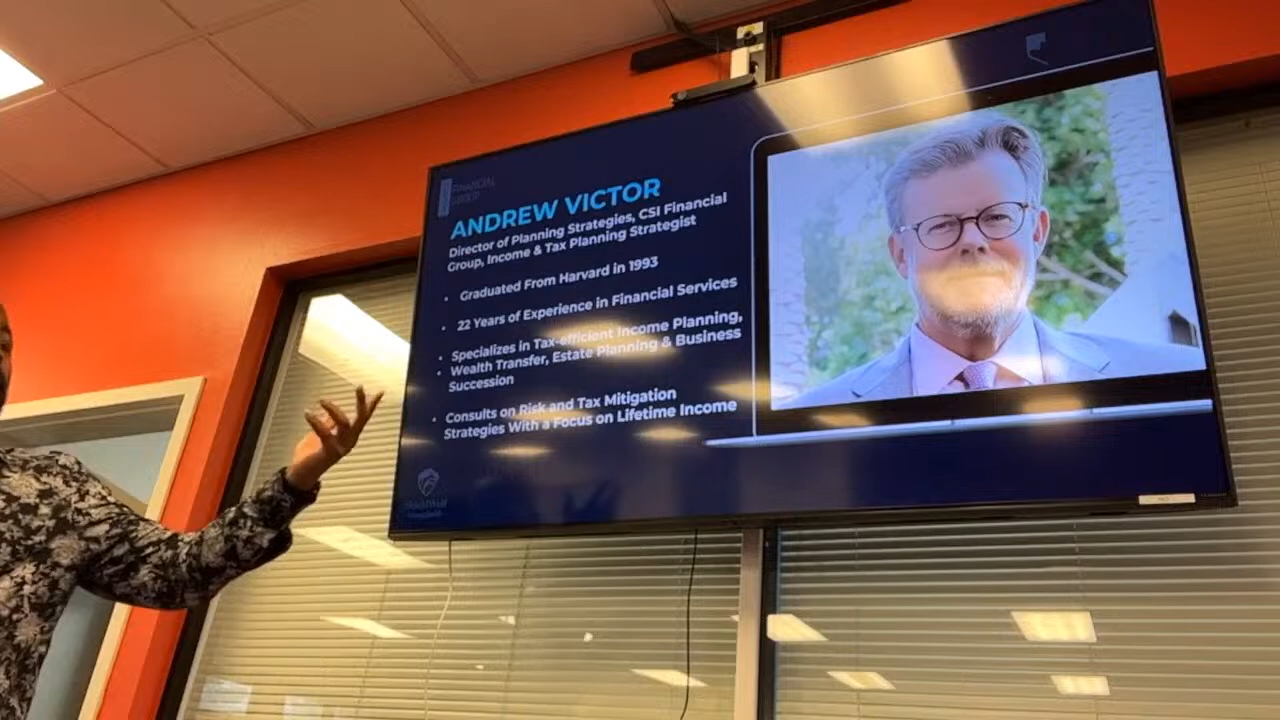 FINANCIAL
GROUP
ANDREW VICTOR
Director of Planning Strategies, CSI Financial
Group, Income & Tax Planning Strategist
• Graduated From Harvard in 1993
• 22 Years of Experience in Financial Services
• Specializes in Tax-efficient Income Planning,
• Wealth Transfer, Estate Planning & Business
Succession
• Consults on Risk and Tax Mitigation
Strategies With a Focus on Lifetime Income